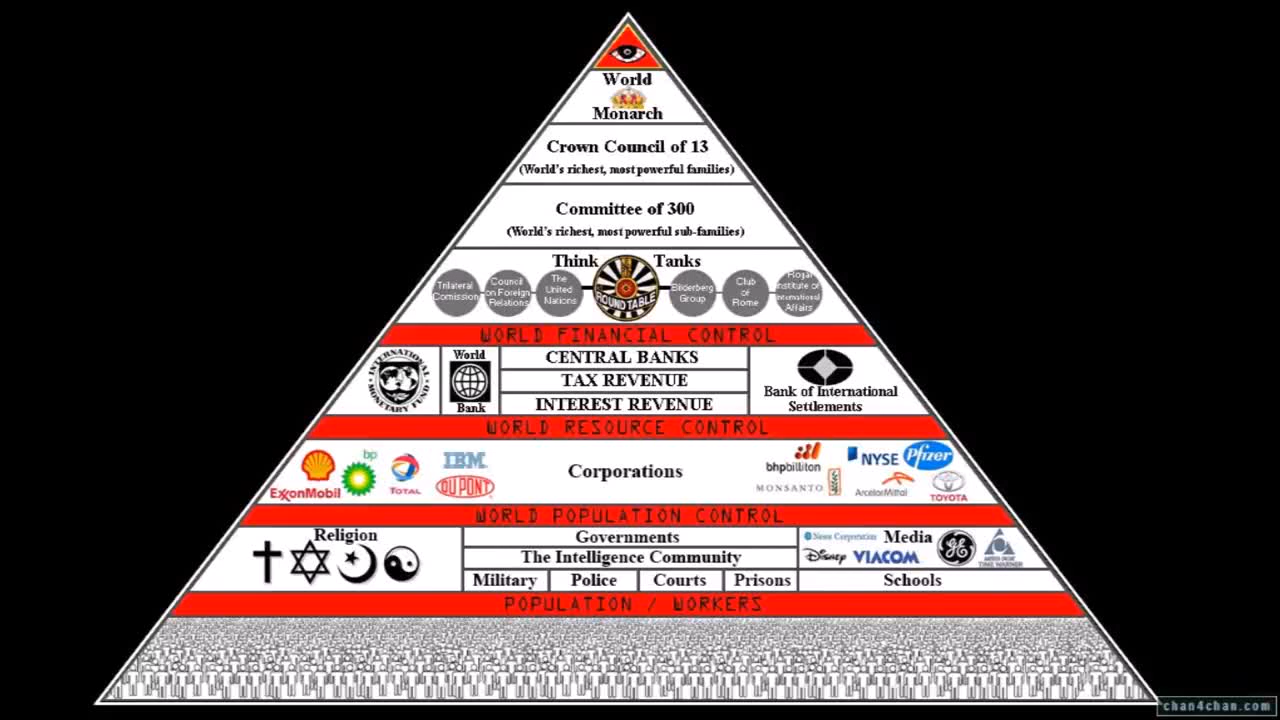 World
Monarch
Crown Council of 13
(World's richest, most powerful families)
Committee of 300
(World's richest, most powerful sub-families)
Think Tanks
Trilateral
Comission
Council
on Foreign
Relations
The
United
Nations
ROUND TABLE
Bilderberg
Group
Club
of
Rome
Royal
Institute of
International
Affairs
WORLD FINANCIAL CONTROL
INTERNATIONAL MONETARY FUND
World
Bank
CENTRAL BANKS
TAX REVENUE
INTEREST REVENUE
Bank of International
Settlements
WORLD RESOURCE CONTROL
ExxonMobil
bp
TOTAL
IBM
DUPONT
Corporations
bhpbilliton
MONSANTO
NYSE
Pfizer
ArcelorMittal
TOYOTA
WORLD POPULATION CONTROL
Religion
Governments
The Intelligence Community
Military Police Courts Prisons
News Corporation
Media
Disney
VIACOM
GE
TIME WARNER
Schools
POPULATION / WORKERS
chan4chan.com